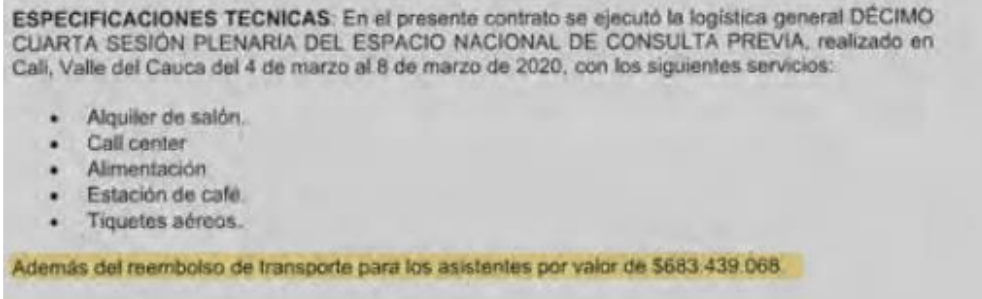 ESPECIFICACIONES TECNICAS: En el presente contrato se ejecutó la logística general DÉCIMO
CUARTA SESIÓN PLENARIA DEL ESPACIO NACIONAL DE CONSULTA PREVIA, realizado en
Cali, Valle del Cauca del 4 de marzo al 8 de marzo de 2020, con los siguientes servicios:
• Alquiler de salón.
• Call center
• Alimentación
• Estación de café.
• Tiquetes aéreos.
Además del reembolso de transporte para los asistentes por valor de $683.439.068.